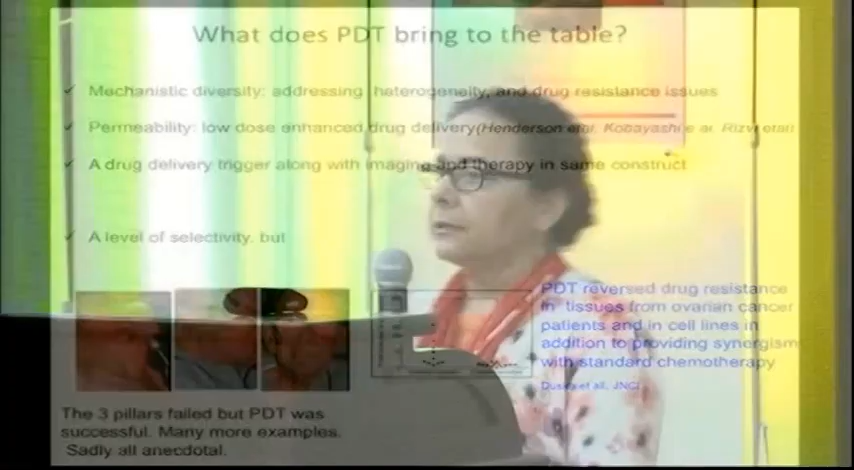 What does PDT bring to the table?
✓ Mechanistic diversity: addressing heterogeneity, and drug resistance issues
✓ Permeability: low dose enhanced drug delivery(Henderson et al. Kobayashi e al. Rizvi etal)
✓ A drug delivery trigger along with imaging and therapy in same construct
✓ A level of selectivity. but
PDT reversed drug resistance
in tissues from ovarian cancer
patients and in cell lines in
addition to providing synergism
with standard chemotherapy
et all, JNCI
The 3 pillars failed but PDT was
successful. Many more examples.
Sadly all anecdotal.